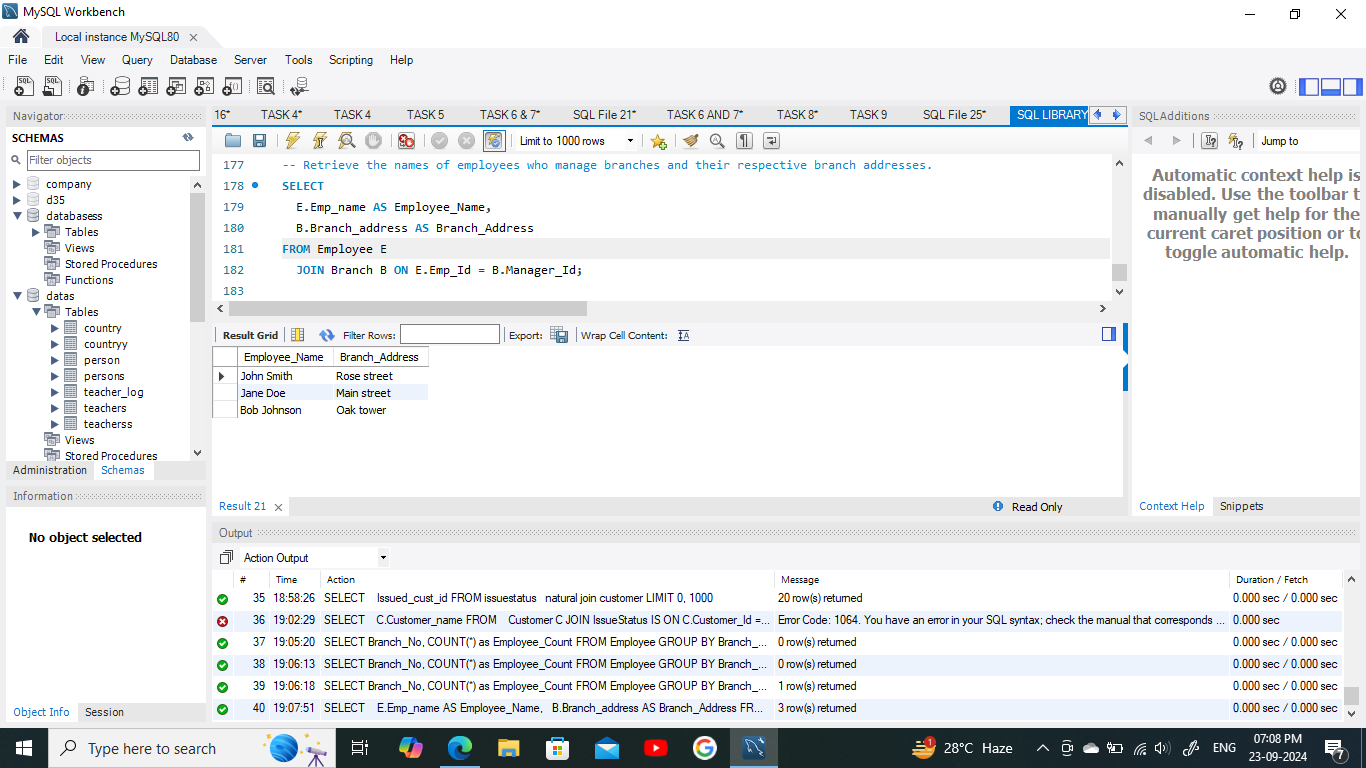 MySQL Workbench
Local instance MySQL80
File Edit View Query Database Server Tools Scripting Help
Navigator
SCHEMAS
Filter objects
company
d35
databasess
Tables
Views
Stored Procedures
Functions
datas
Tables
country
countryy
person
persons
teacher_log
teachers
teacherss
Views
Stored Procedures
Administration Schemas
Information
No object selected
Object Info Session
16* TASK 4* TASK 4 TASK 5 TASK 6 & 7* SQL File 21* TASK 6 AND 7* TASK 8* TASK 9 SQL File 25* SQL LIBRARY
Limit to 1000 rows
177 -- Retrieve the names of employees who manage branches and their respective branch addresses.
178 SELECT
179 E.Emp_name AS Employee_Name,
180 B.Branch_address AS Branch_Address
181 FROM Employee E
182 JOIN Branch B ON E.Emp_Id = B.Manager_Id;
183
Result Grid Filter Rows: Export: Wrap Cell Content:
Employee_Name Branch_Address
John Smith Rose street
Jane Doe Main street
Bob Johnson Oak tower
Result 21 Read Only
SQLAdditions
Jump to
Automatic context help is
disabled. Use the toolbar t
manually get help for the
current caret position or to
toggle automatic help.
Context Help Snippets
Output
Action Output
# Time Action Message Duration / Fetch
35 18:58:26 SELECT Issued_cust_id FROM issuestatus natural join customer LIMIT 0, 1000 20 row(s) returned 0.000 sec / 0.000 sec
36 19:02:29 SELECT C.Customer_name FROM Customer C JOIN IssueStatus IS ON C.Customer_Id =... Error Code: 1064. You have an error in your SQL syntax; check the manual that corresponds ... 0.000 sec
37 19:05:20 SELECT Branch_No, COUNT(*) as Employee_Count FROM Employee GROUP BY Branch_... 0 row(s) returned 0.000 sec / 0.000 sec
38 19:06:13 SELECT Branch_No, COUNT(*) as Employee_Count FROM Employee GROUP BY Branch_... 0 row(s) returned 0.000 sec / 0.000 sec
39 19:06:18 SELECT Branch_No, COUNT(*) as Employee_Count FROM Employee GROUP BY Branch_... 1 row(s) returned 0.000 sec / 0.000 sec
40 19:07:51 SELECT E.Emp_name AS Employee_Name, B.Branch_address AS Branch_Address FR... 3 row(s) returned 0.000 sec / 0.000 sec
Type here to search
1
28°C Haze
ENG
07:08 PM
23-09-2024
7